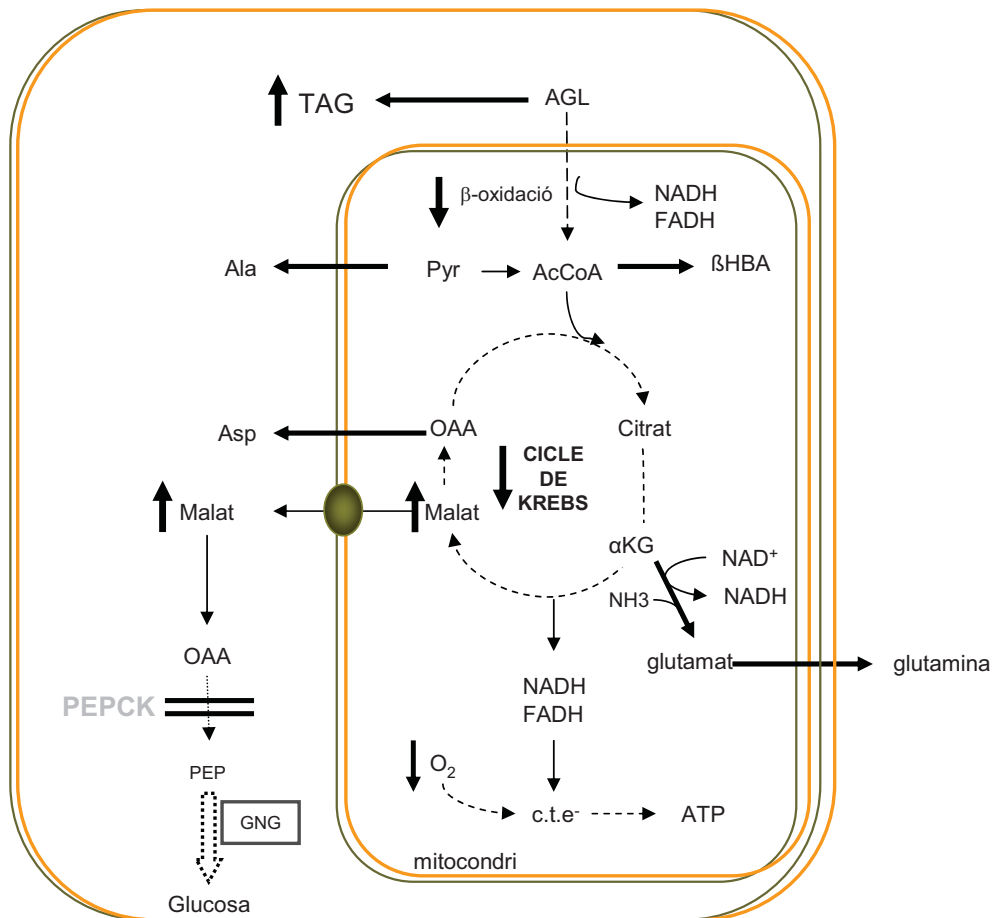 TAG
AGL
β-oxidació
NADH
FADH
Ala
Pyr
AcCoA
ßHBA
Asp
OAA
Citrat
CICLE
DE
KREBS
Malat
Malat
αKG
NAD⁺
NH3
NADH
OAA
glutamat
glutamina
PEPCK
NADH
FADH
O₂
PEP
c.t.e⁻
ATP
GNG
mitocondri
Glucosa